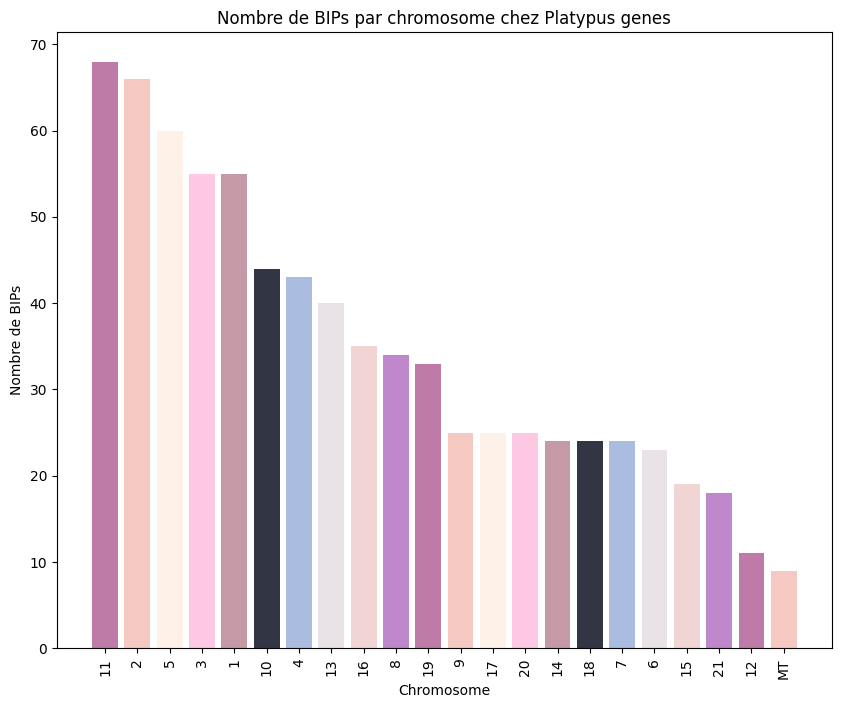 Nombre de BIPs par chromosome chez Platypus genes
70
60
50
40
30
20
10
0
Nombre de BIPs
11 2 5 3 1 10 4 13 16 8 19 9 17 20 14 18 7 6 15 21 12 MT
Chromosome